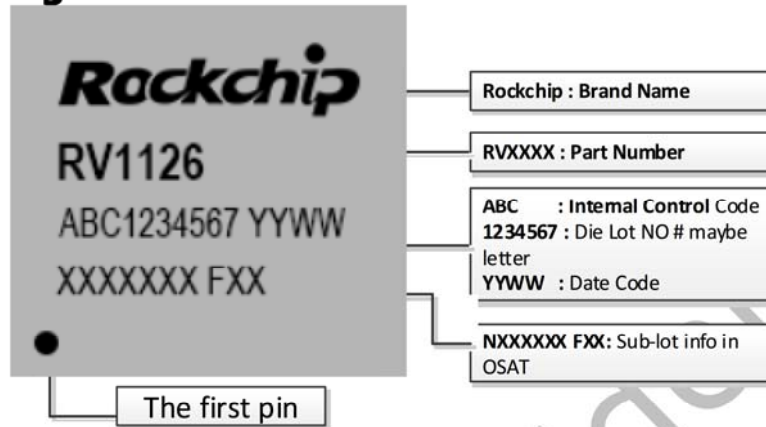 Rockchip
RV1126
ABC1234567 YYWW
XXXXXXX FXX
The first pin
Rockchip : Brand Name
RVXXXX : Part Number
ABC : Internal Control Code
1234567 : Die Lot NO # maybe
letter
YYWW : Date Code
NXXXXXX FXX: Sub-lot info in
OSAT